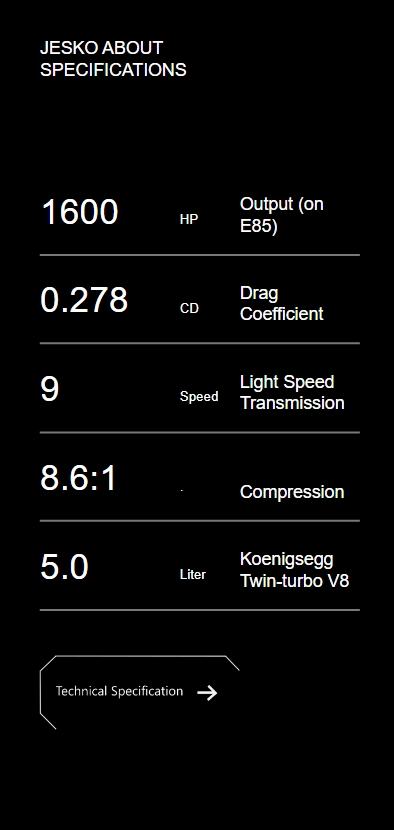 JESKO ABOUT
SPECIFICATIONS
1600 HP Output (on
E85)
0.278 CD Drag
Coefficient
9 Speed Light Speed
Transmission
8.6:1 . Compression
5.0 Liter Koenigsegg
Twin-turbo V8
Technical Specification →